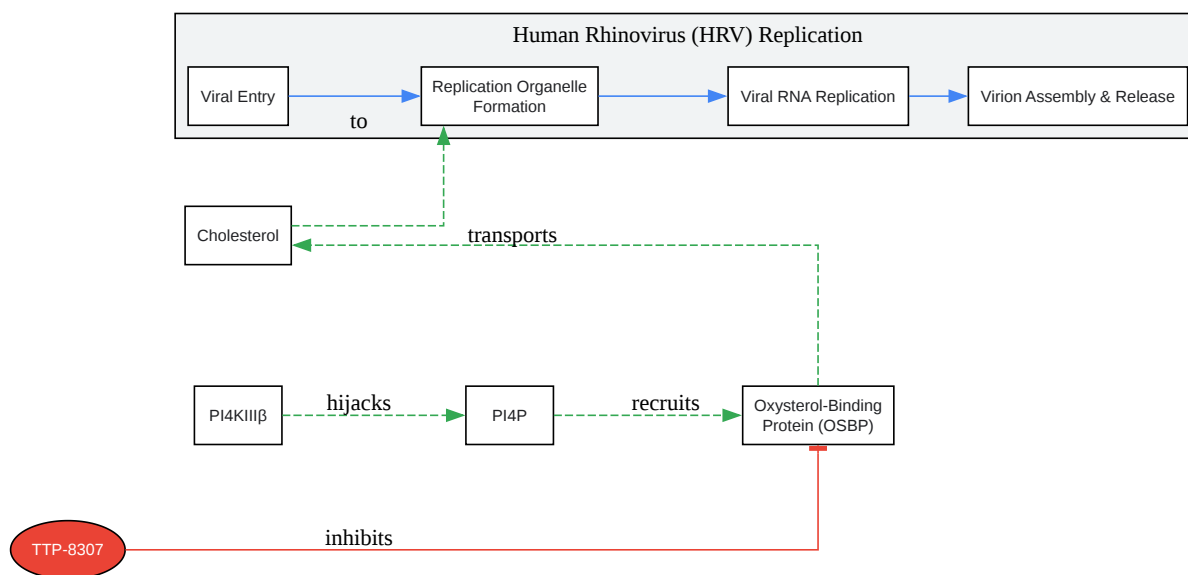 Human Rhinovirus (HRV) Replication
Viral Entry
Replication Organelle
Formation
Viral RNA Replication
Virion Assembly & Release
to
Cholesterol
transports
PI4KIIIβ
hijacks
PI4P
recruits
Oxysterol-Binding
Protein (OSBP)
inhibits
TTP-8307